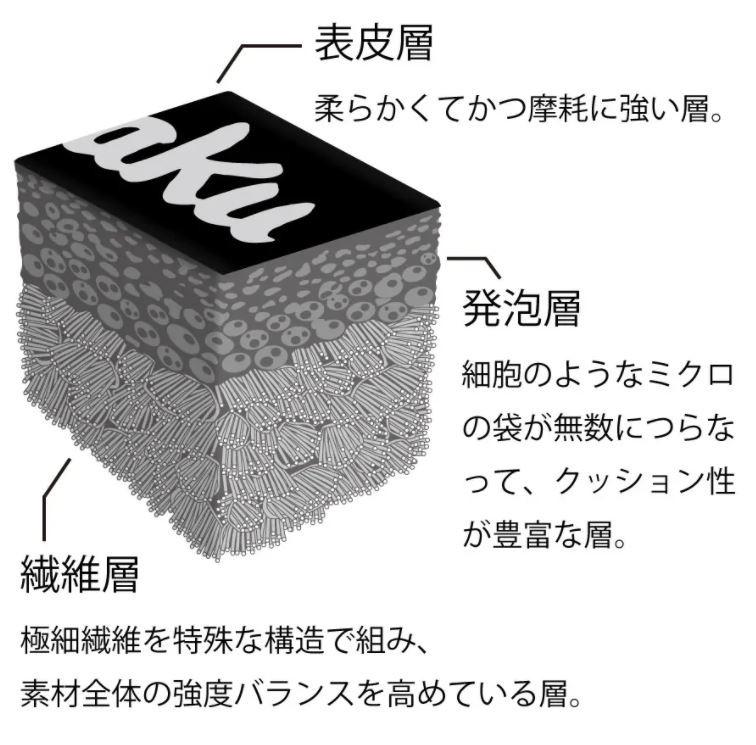 表皮層
柔らかくてかつ摩耗に強い層。
aku
発泡層
細胞のようなミクロ
の袋が無数につらな
って、クッション性
が豊富な層。
繊維層
極細繊維を特殊な構造で組み、
素材全体の強度バランスを高めている層。